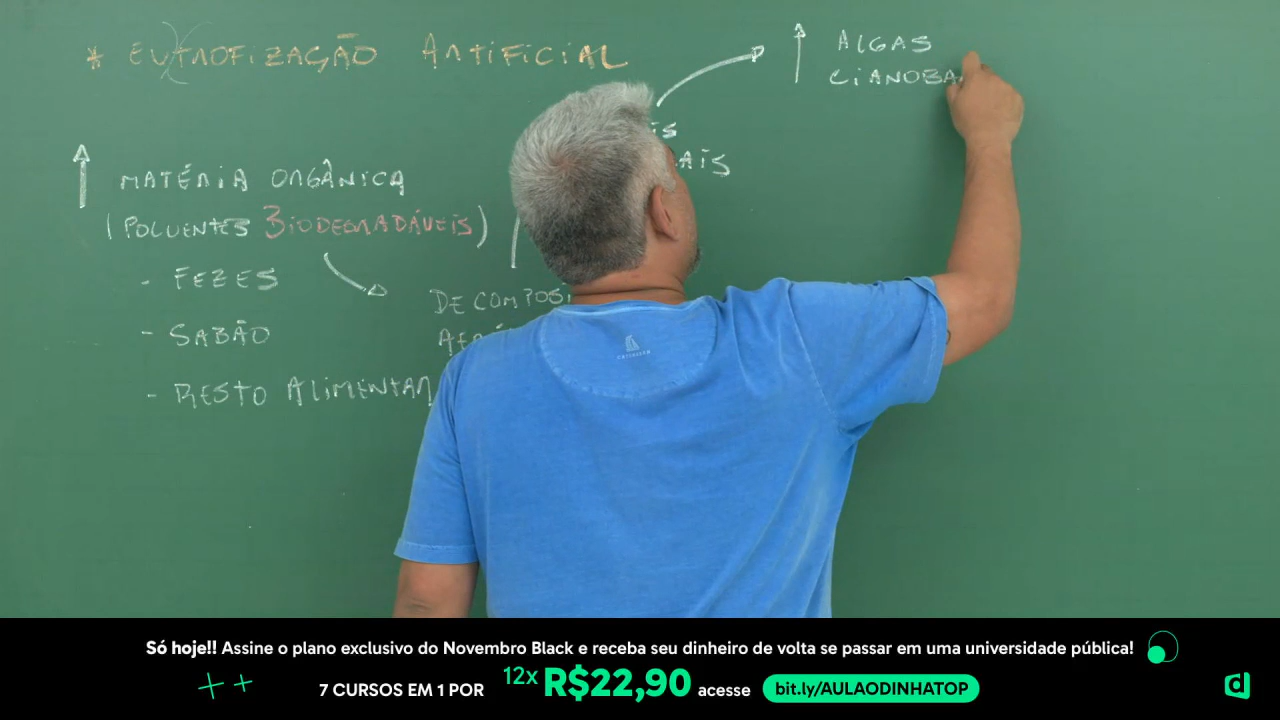 * EUTROFIZAÇÃO ARTIFICIAL
↑ ALGAS
CIANOBA
↑ MATÉRIA ORGÂNICA
(POLUENTES BIODEGRADÁVEIS)
- FEZES
- SABÃO
- RESTO ALIMENTAR
DECOMPOSI
Só hoje!! Assine o plano exclusivo do Novembro Black e receba seu dinheiro de volta se passar em uma universidade pública!
7 CURSOS EM 1 POR 12x R$22,90 acesse bit.ly/AULAODINHATOP